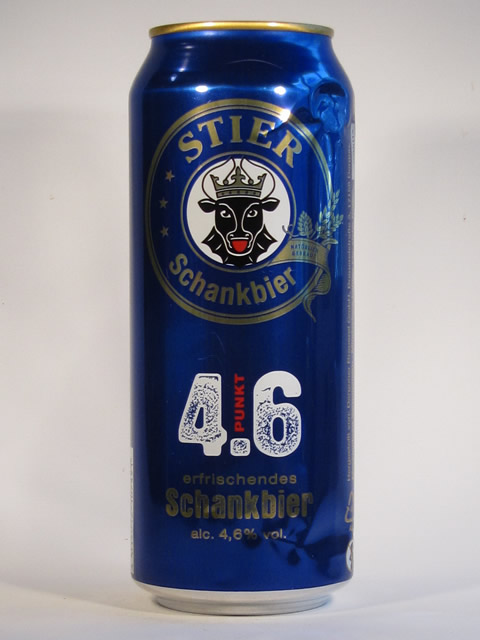 STIER
Schankbier
4.6
PUNKT
erfrischendes
Schankbier
alc. 4,6% vol.